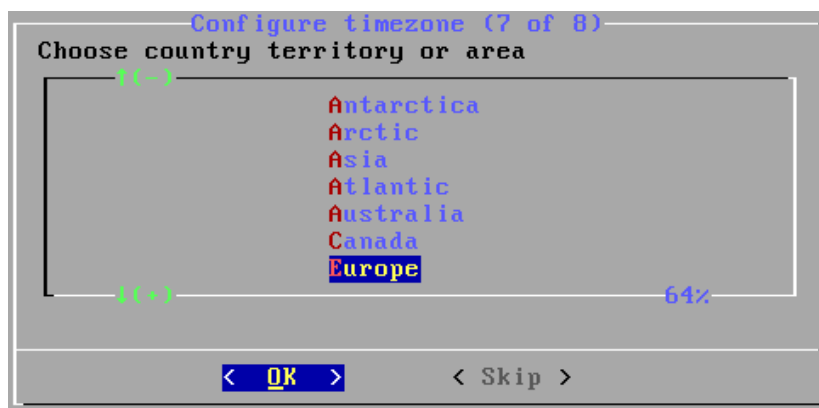 Configure timezone (7 of 8)
Choose country territory or area
↑(-)
Antarctica
Arctic
Asia
Atlantic
Australia
Canada
Europe
↓(+) 64%
< OK > < Skip >